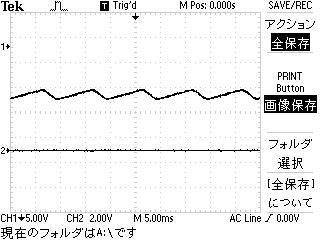 Tek T Trig'd M Pos: 0.000s SAVE/REC
アクション
全保存
1
PRINT
Button
画像保存
フォルダ
選択
2
[全保存]
について
CH1 5.00V CH2 2.00V M 5.00ms AC Line / 0.00V
現在のフォルダはA:\です